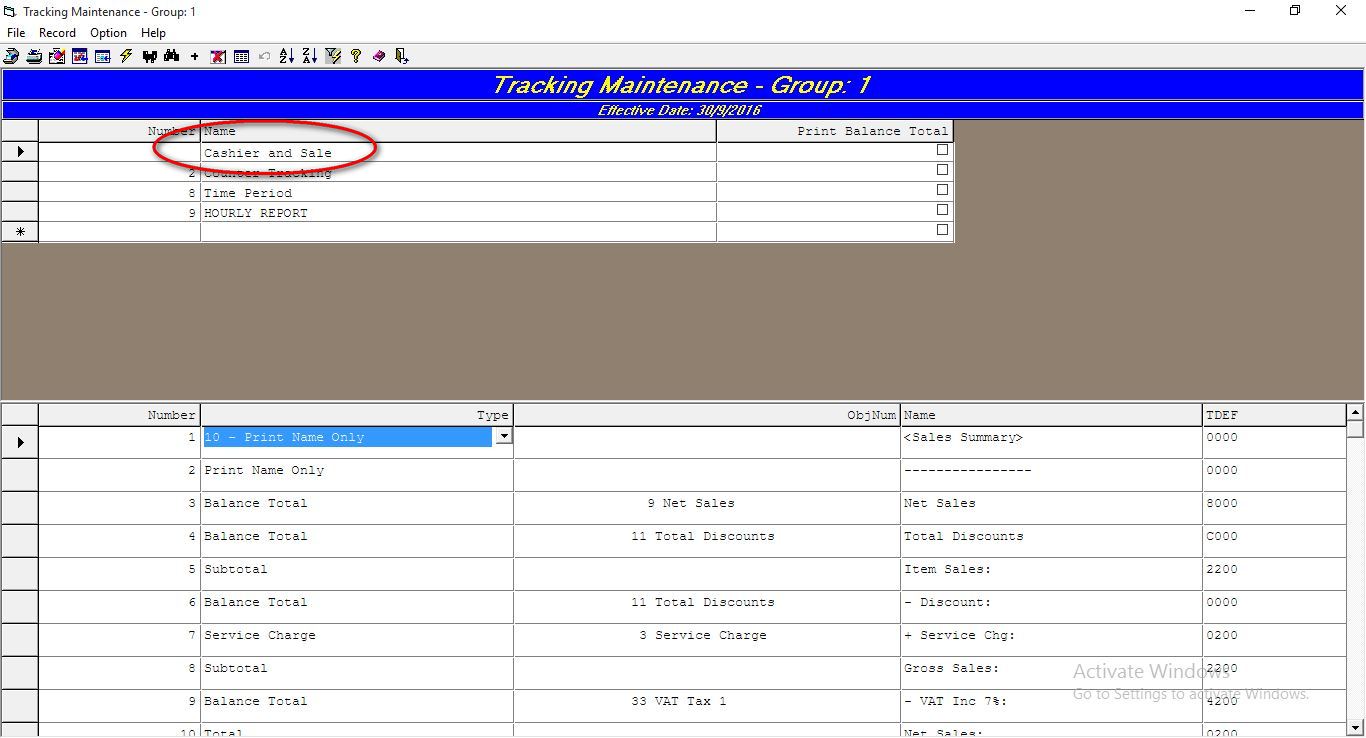 Tracking Maintenance - Group: 1
File Record Option Help
Tracking Maintenance - Group: 1
Effective Date: 30/9/2016
Number Name Print Balance Total
Cashier and Sale
2 Counter Tracking
8 Time Period
9 HOURLY REPORT
Number Type ObjNum Name TDEF
1 10 - Print Name Only <Sales Summary> 0000
2 Print Name Only ---------------- 0000
3 Balance Total 9 Net Sales Net Sales 8000
4 Balance Total 11 Total Discounts Total Discounts C000
5 Subtotal Item Sales: 2200
6 Balance Total 11 Total Discounts - Discount: 0000
7 Service Charge 3 Service Charge + Service Chg: 0200
8 Subtotal Gross Sales: 2200
Activate Windows
Go to Settings to activate Windows.
9 Balance Total 33 VAT Tax 1 - VAT Inc 7%: 4200
10 Total Net Sales: 0200